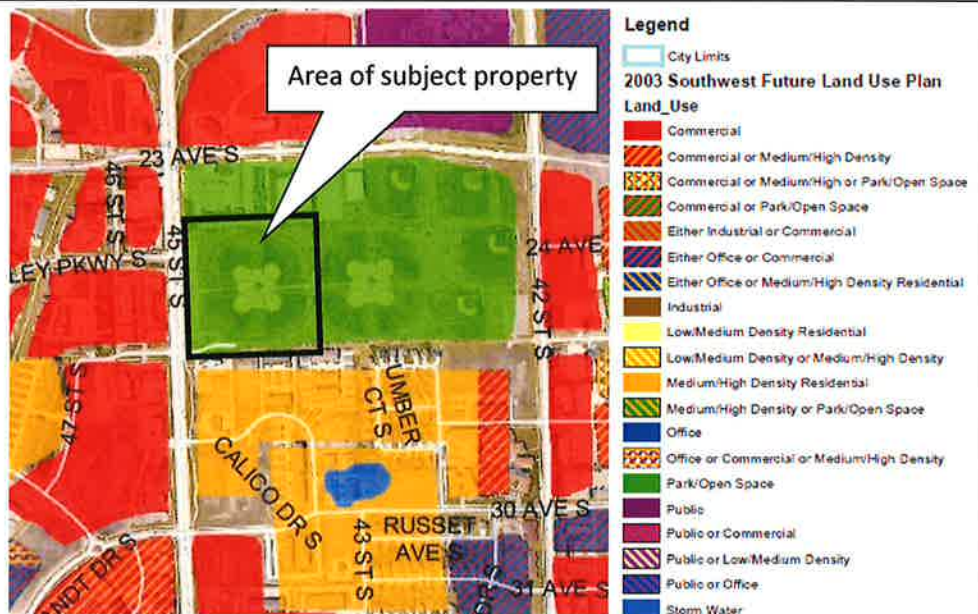 Area of subject property
23 AVE S
46 ST S
45 ST S
LEY PKWY S
24 AVE
42 ST S
47 ST S
UMBER
CT S
CALICO DR S
43 ST S
RUSSET
AVE S
30 AVE S
31 AVE S
ANDT DR S
Legend
City Limits
2003 Southwest Future Land Use Plan
Land_Use
Commercial
Commercial or Medium/High Density
Commercial or Medium/High or Park/Open Space
Commercial or Park/Open Space
Either Industrial or Commercial
Either Office or Commercial
Either Office or Medium/High Density Residential
Industrial
Low/Medium Density Residential
Low/Medium Density or Medium/High Density
Medium/High Density Residential
Medium/High Density or Park/Open Space
Office
Office or Commercial or Medium/High Density
Park/Open Space
Public
Public or Commercial
Public or Low/Medium Density
Public or Office
Storm Water